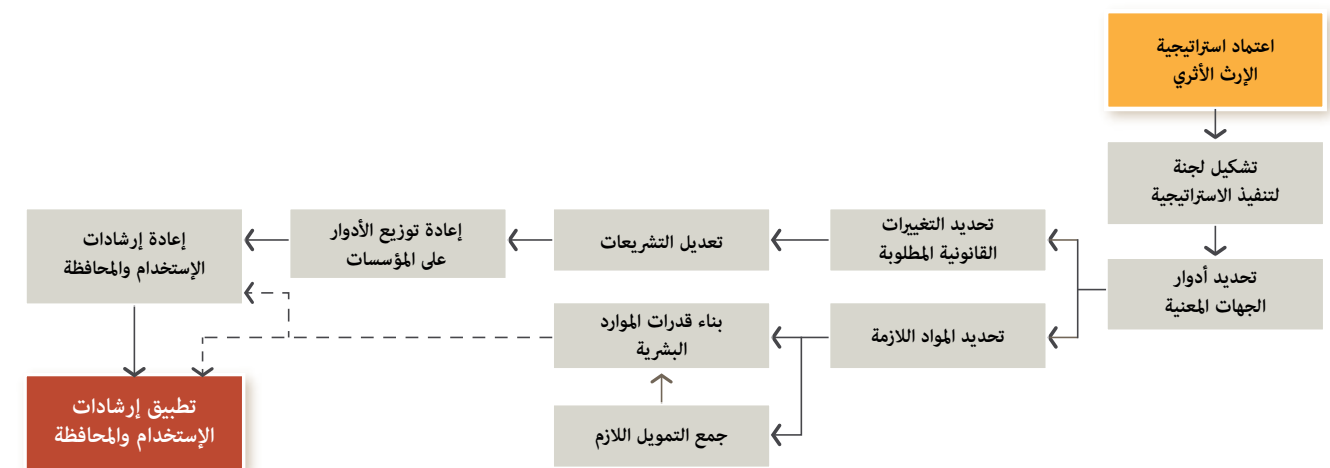 اعتماد استراتيجية
الإرث الأثري
تشكيل لجنة
لتنفيذ الاستراتيجية
تحديد أدوار
الجهات المعنية
تحديد التغييرات
القانونية المطلوبة
تعديل التشريعات
إعادة توزيع الأدوار
على المؤسسات
إعادة إرشادات
الإستخدام والمحافظة
تحديد المواد اللازمة
بناء قدرات الموارد
البشرية
جمع التمويل اللازم
تطبيق إرشادات
الإستخدام والمحافظة